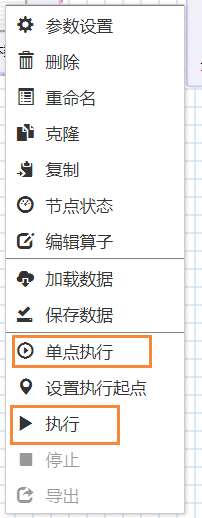 参数设置
删除
重命名
克隆
复制
节点状态
编辑算子
加载数据
保存数据
单点执行
设置执行起点
执行
停止
导出